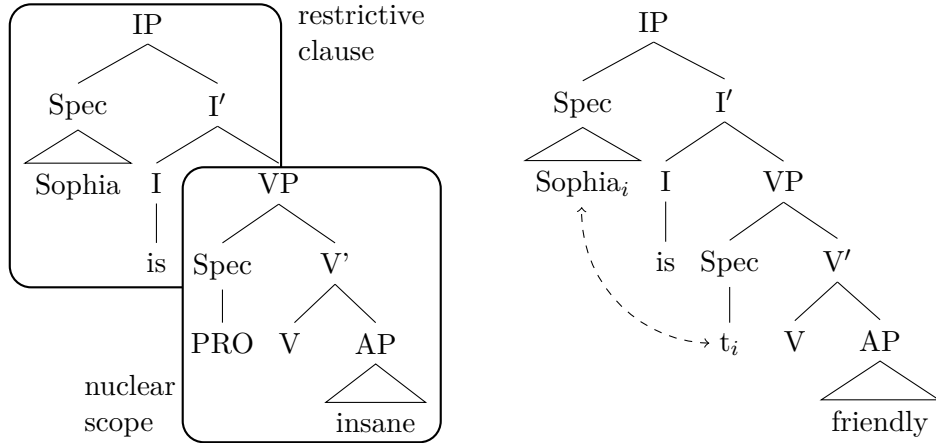 IP
restrictive
clause
Spec
I′
Sophia
I
VP
is
Spec
V'
PRO
V
AP
insane
nuclear
scope
IP
Spec
I′
Sophiaᵢ
I
VP
is
Spec
V′
tᵢ
V
AP
friendly